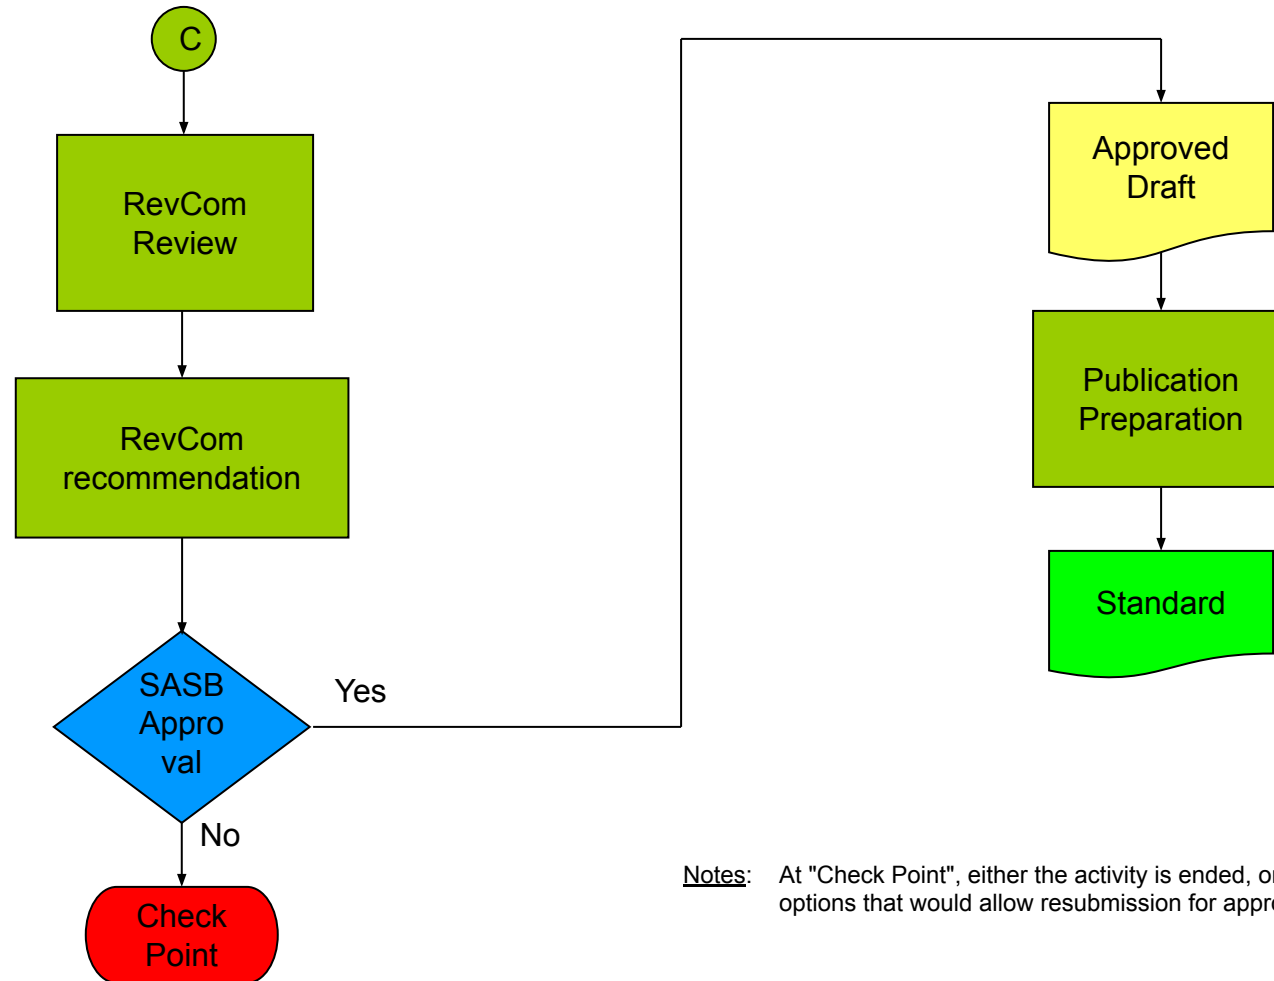 C
RevCom
Review
RevCom
recommendation
SASB
Appro
val
Yes
No
Check
Point
Approved
Draft
Publication
Preparation
Standard
Notes: At "Check Point", either the activity is ended, or
options that would allow resubmission for